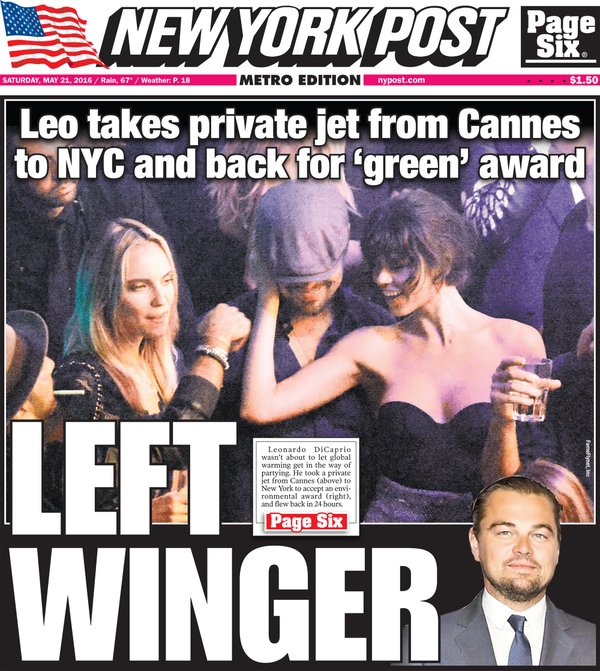 NEW YORK POST
Page
Six®
SATURDAY, MAY 21, 2016 / Rain, 67° / Weather: P. 18
METRO EDITION
nypost.com
$1.50
Leo takes private jet from Cannes
to NYC and back for ‘green’ award
LEFT
WINGER
Leonardo DiCaprio
wasn't about to let global
warming get in the way of
partying. He took a private
jet from Cannes (above) to
New York to accept an envi-
ronmental award (right),
and flew back in 24 hours.
Page Six